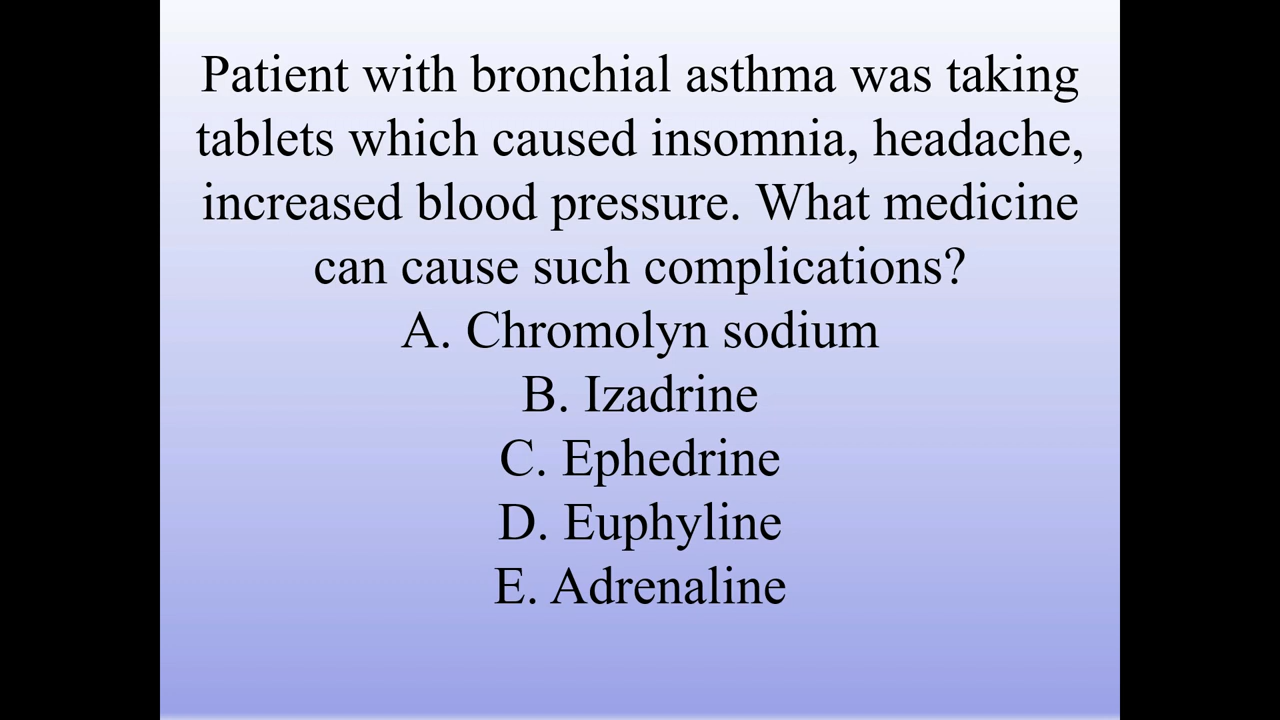 Patient with bronchial asthma was taking
tablets which caused insomnia, headache,
increased blood pressure. What medicine
can cause such complications?
A. Chromolyn sodium
B. Izadrine
C. Ephedrine
D. Euphyline
E. Adrenaline